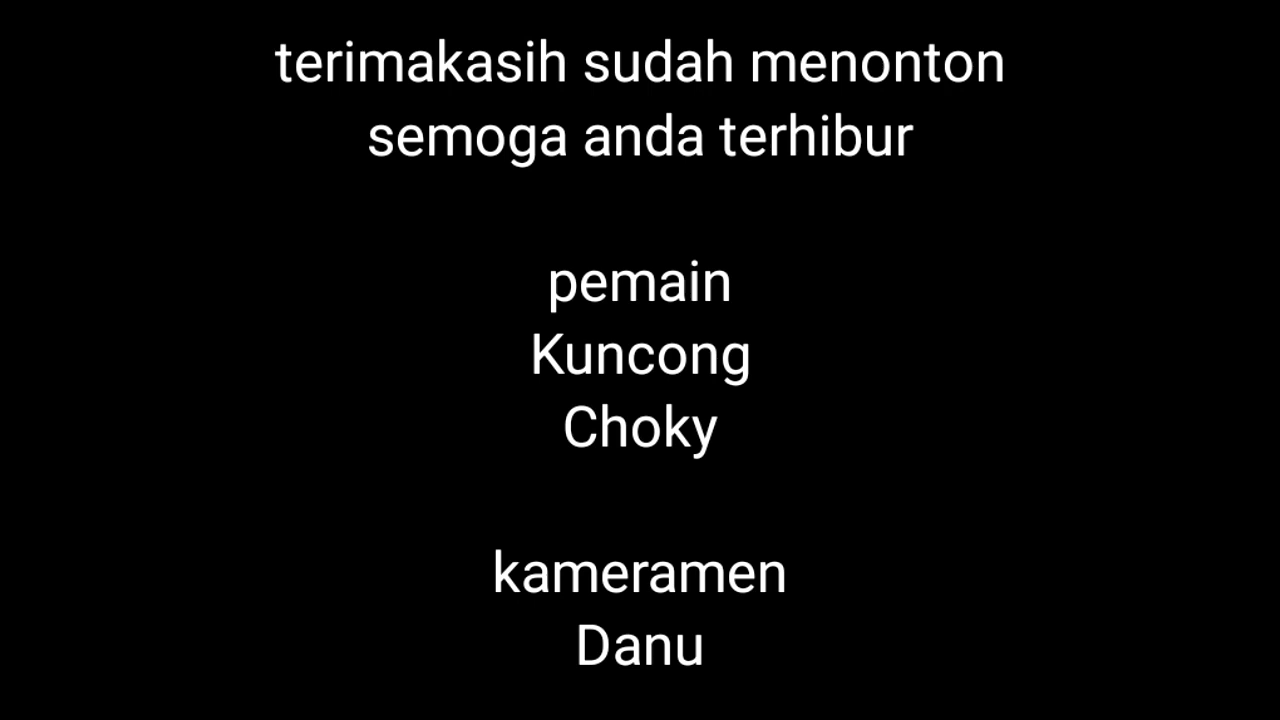 terimakasih sudah menonton
semoga anda terhibur
pemain
Kuncong
Choky
kameramen
Danu